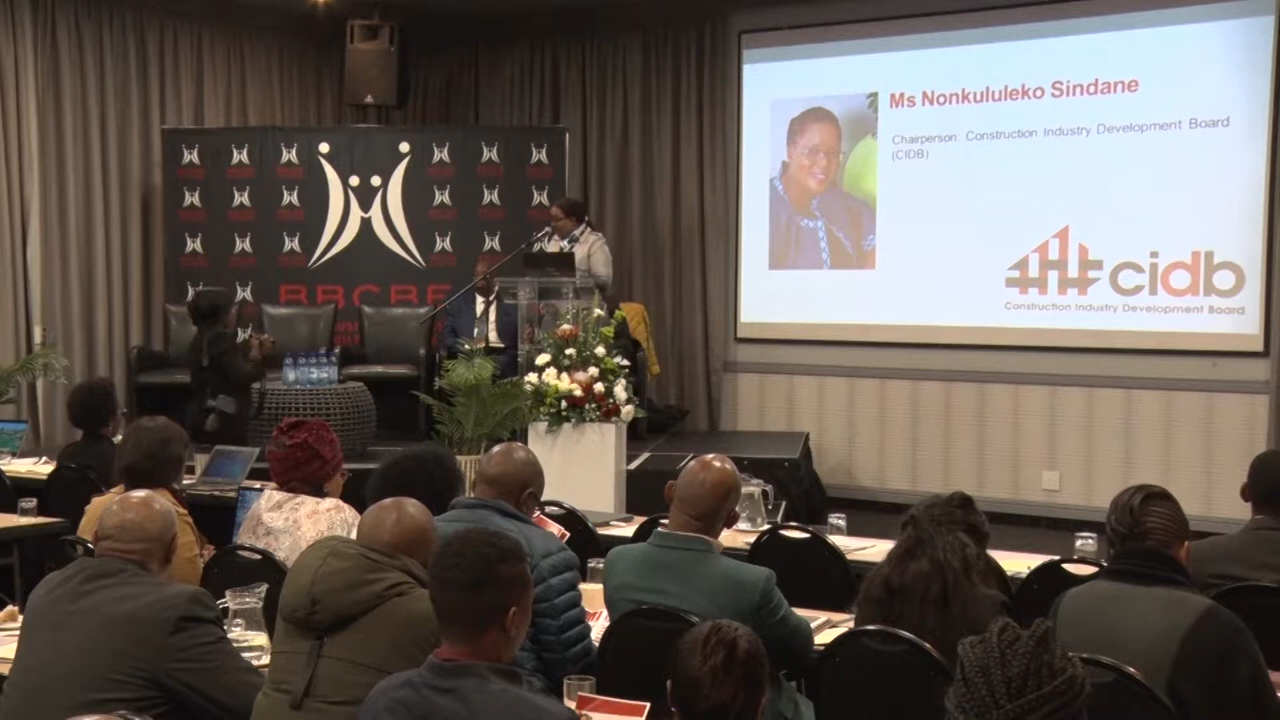 Ms Nonkululeko Sindane
Chairperson: Construction Industry Development Board
(CIDB)
cidb
Construction Industry Development Board
BBCBE